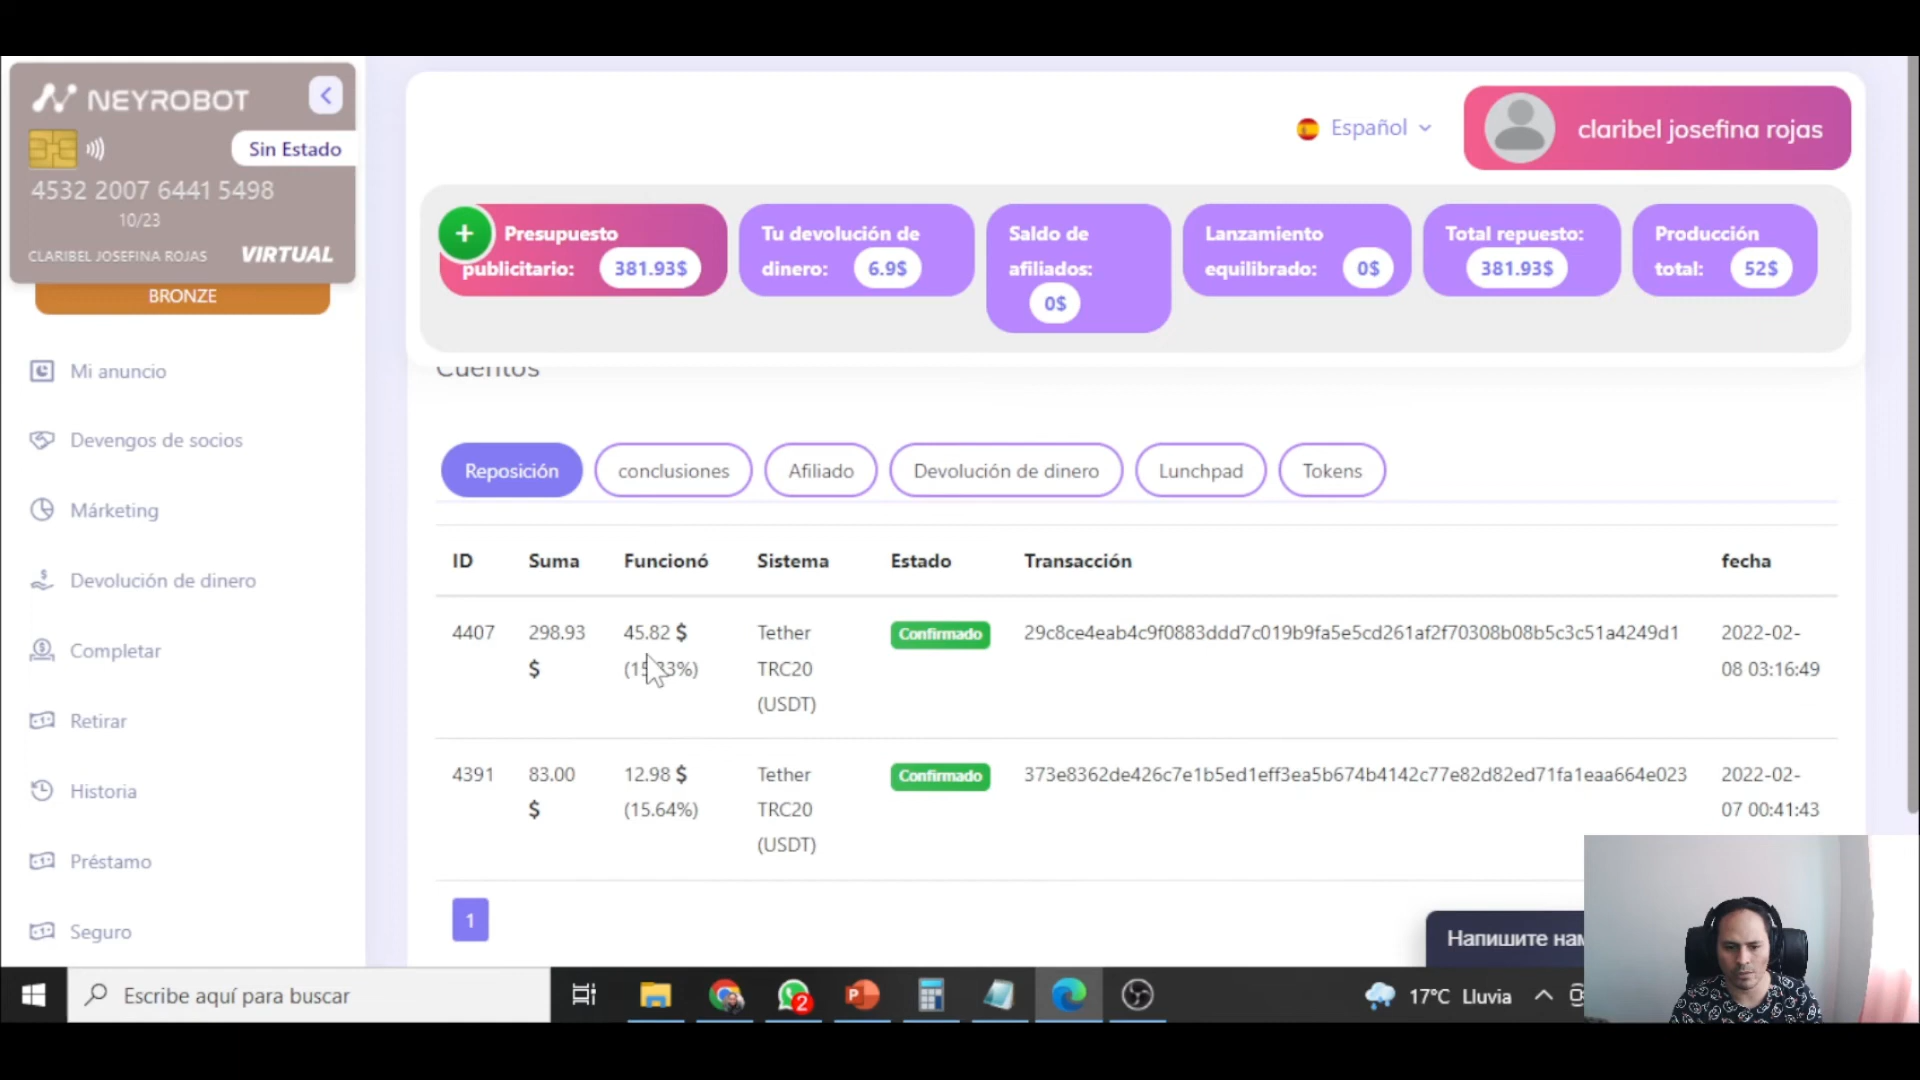 NEYROBOT
Sin Estado
4532 2007 6441 5498
10/23
CLARIBEL JOSEFINA ROJAS VIRTUAL
BRONZE
Mi anuncio
Devengos de socios
Márketing
Devolución de dinero
Completar
Retirar
Historia
Préstamo
Seguro
Español
claribel josefina rojas
+ Presupuesto
publicitario: 381.93$
Tu devolución de
dinero: 6.9$
Saldo de
afiliados:
0$
Lanzamiento
equilibrado: 0$
Total repuesto:
381.93$
Producción
total: 52$
Cuentos
Reposición conclusiones Afiliado Devolución de dinero Lunchpad Tokens
ID Suma Funcionó Sistema Estado Transacción fecha
4407 298.93 45.82 $ Tether Confirmado 29c8ce4eab4c9f0883ddd7c019b9fa5e5cd261af2f70308b08b5c3c51a4249d1 2022-02-
$ TRC20 08 03:16:49
(USDT)
4391 83.00 12.98 $ Tether Confirmado 373e8362de426c7e1b5ed1eff3ea5b674b4142c77e82d82ed71fa1eaa664e023 2022-02-
$ (15.64%) TRC20 07 00:41:43
(USDT)
1
Напишите нам
Escribe aquí para buscar
2
17°C Lluvia